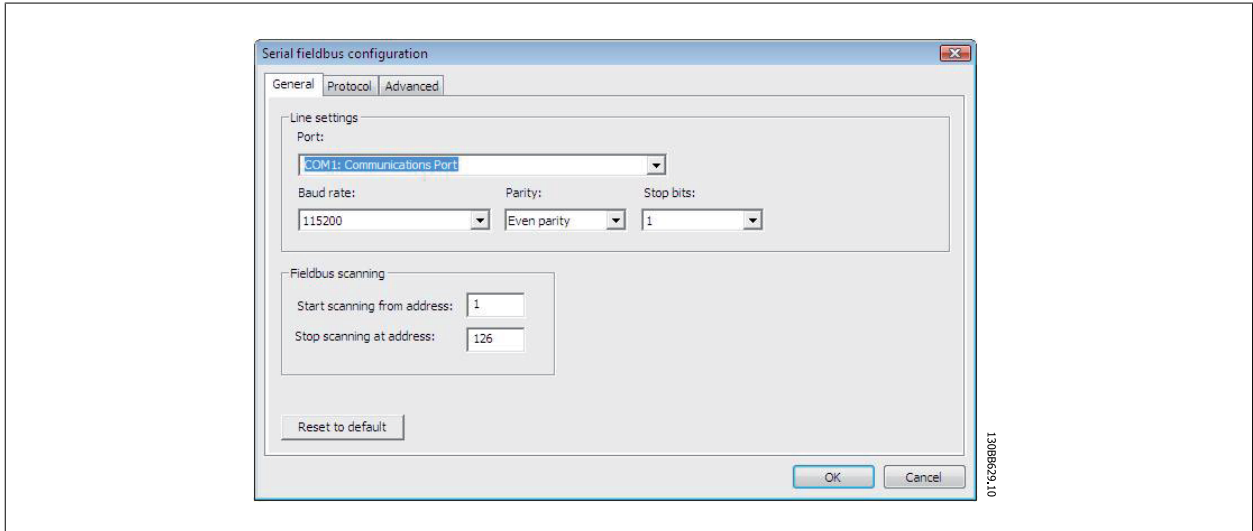 Serial fieldbus configuration
General Protocol Advanced
Line settings
Port:
COM1: Communications Port
Baud rate: Parity: Stop bits:
115200 Even parity 1
Fieldbus scanning
Start scanning from address: 1
Stop scanning at address: 126
Reset to default
OK Cancel
130BB629.10